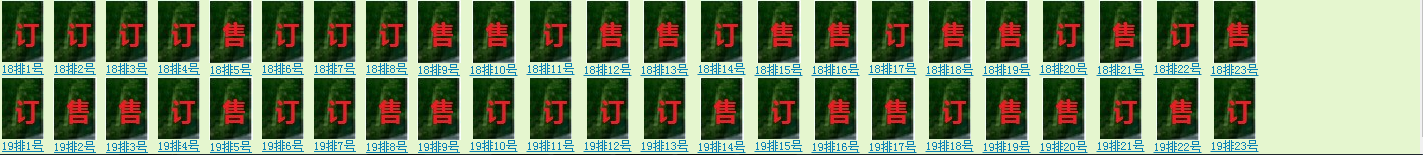 订 订 订 订 售 订 订 订 售 售 订 售 售 订 售 售 售 售 售 订 售 订 售
18排1号 18排2号 18排3号 18排4号 18排5号 18排6号 18排7号 18排8号 18排9号 18排10号 18排11号 18排12号 18排13号 18排14号 18排15号 18排16号 18排17号 18排18号 18排19号 18排20号 18排21号 18排22号 18排23号
订 售 售 订 售 订 订 售 售 订 订 订 订 售 订 售 售 订 售 售 订 售 订
19排1号 19排2号 19排3号 19排4号 19排5号 19排6号 19排7号 19排8号 19排9号 19排10号 19排11号 19排12号 19排13号 19排14号 19排15号 19排16号 19排17号 19排18号 19排19号 19排20号 19排21号 19排22号 19排23号